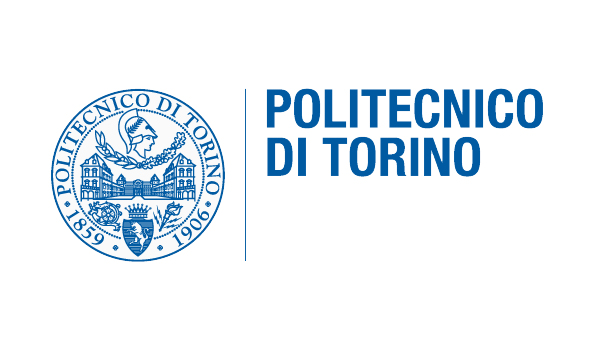 POLITECNICO DI TORINO
1859
1906
POLITECNICO
DI TORINO